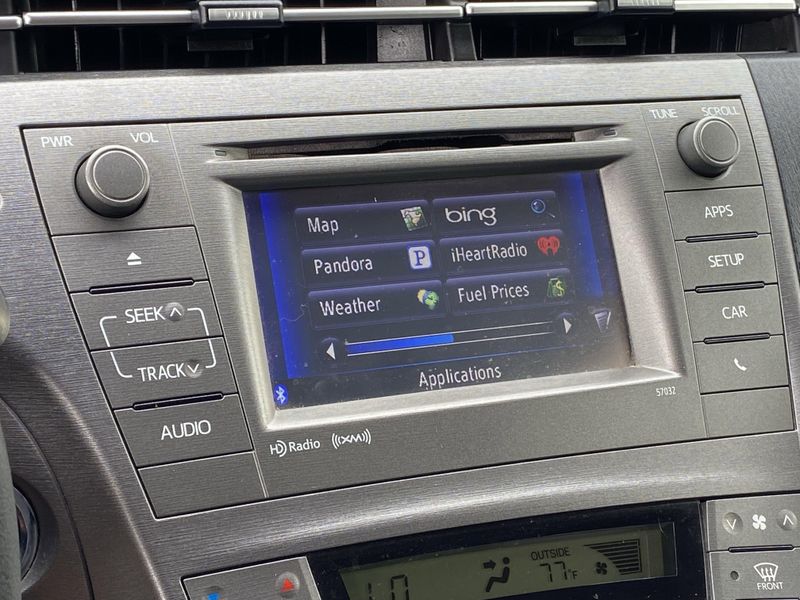 PWR VOL
TUNE SCROLL
SEEK
TRACK
AUDIO
Map
bing
Pandora
P
iHeartRadio
Weather
Fuel Prices
Applications
HD Radio
((XM))
57032
APPS
SETUP
CAR
OUTSIDE
77°F
FRONT